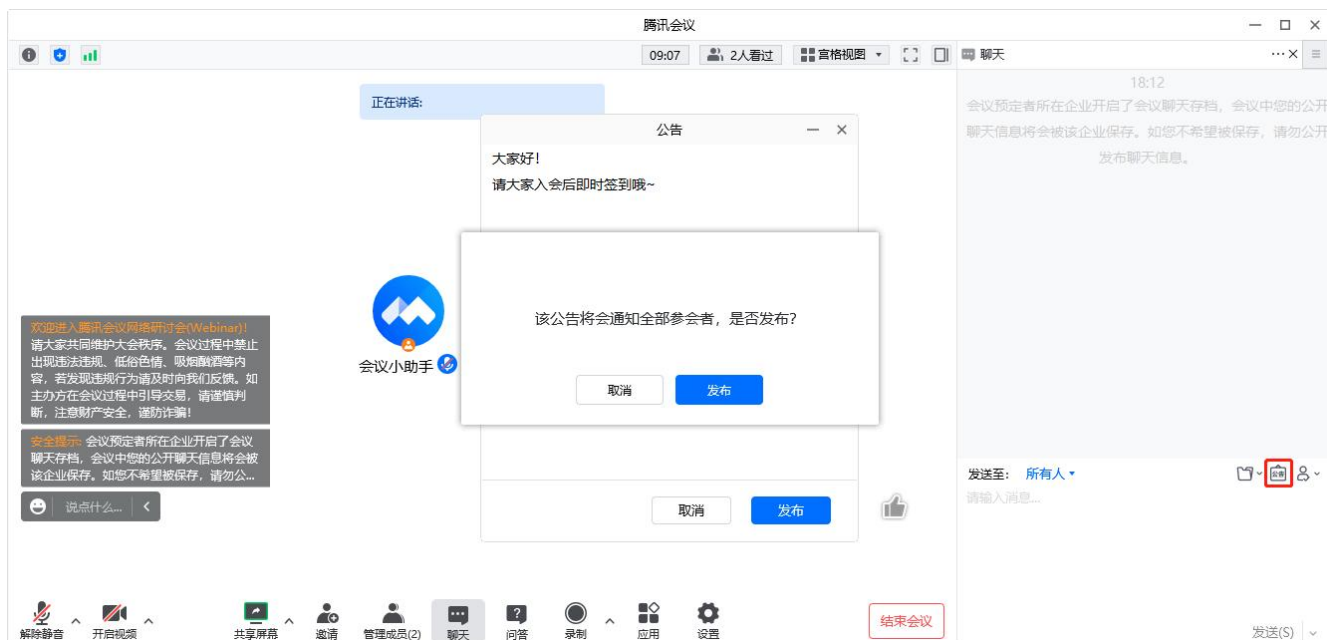 腾讯会议
09:07
2人看过
宫格视图
聊天
正在讲话:
18:12
会议预定者所在企业开启了会议聊天存档，会议中您的公开
聊天信息将会被该企业保存。如您不希望被保存，请勿公开
发布聊天信息。
公告
大家好！
请大家入会后即时签到哦~
该公告将会通知全部参会者，是否发布？
取消
发布
会议小助手
欢迎进入腾讯会议网络研讨会(Webinar)！
请大家共同维护大会秩序。会议过程中禁止
出现违法违规、低俗色情、吸烟酗酒等内
容，若发现违规行为请及时向我们反馈。如
主办方在会议过程中引导交易，请谨慎判
断，注意财产安全，谨防诈骗！
安全提示: 会议预定者所在企业开启了会议
聊天存档，会议中您的公开聊天信息将会被
该企业保存。如您不希望被保存，请勿公...
说点什么...
取消
发布
发送至: 所有人
公告
请输入消息...
解除静音
开启视频
共享屏幕
邀请
管理成员(2)
聊天
问答
录制
应用
设置
结束会议
发送(S)